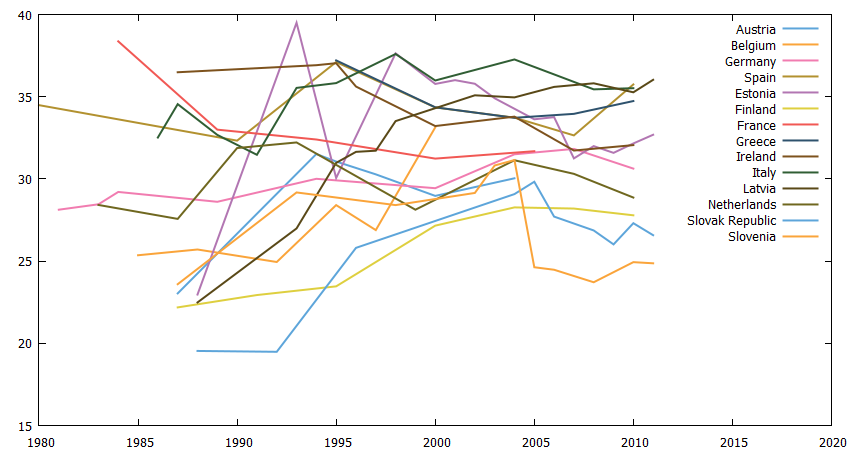 40
35
30
25
20
15
1980 1985 1990 1995 2000 2005 2010 2015 2020
Austria
Belgium
Germany
Spain
Estonia
Finland
France
Greece
Ireland
Italy
Latvia
Netherlands
Slovak Republic
Slovenia